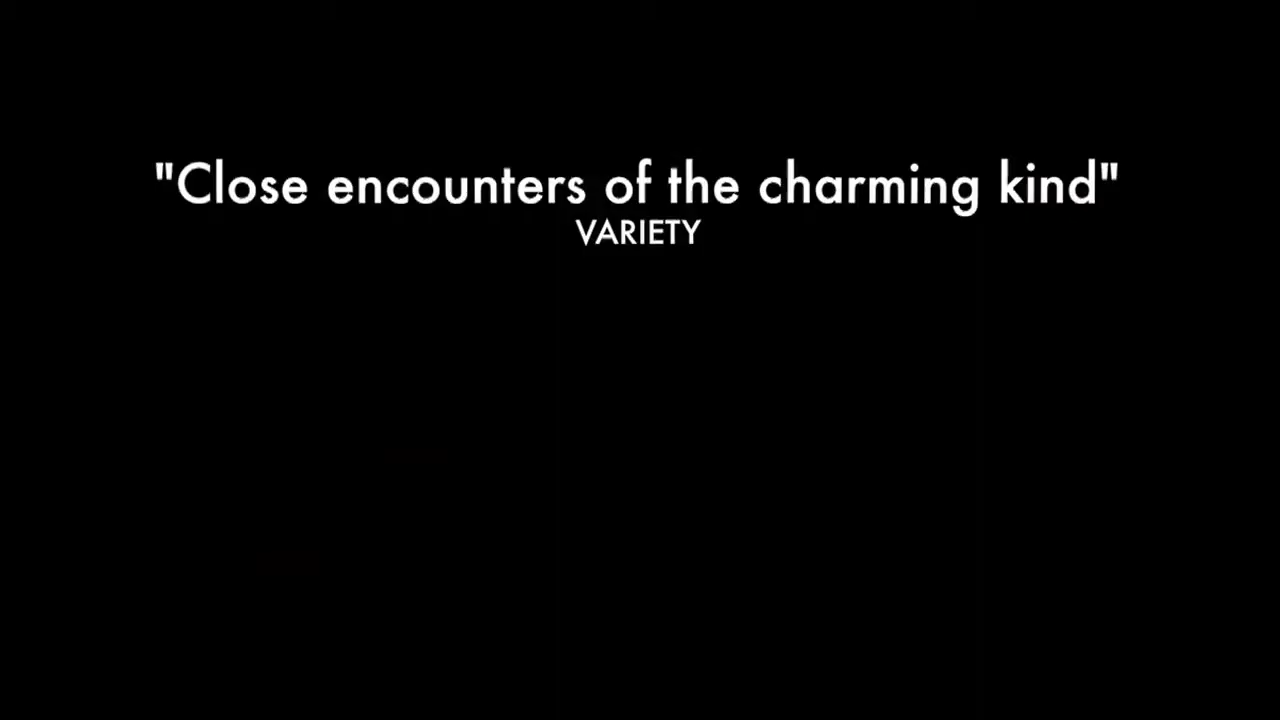 "Close encounters of the charming kind"
VARIETY